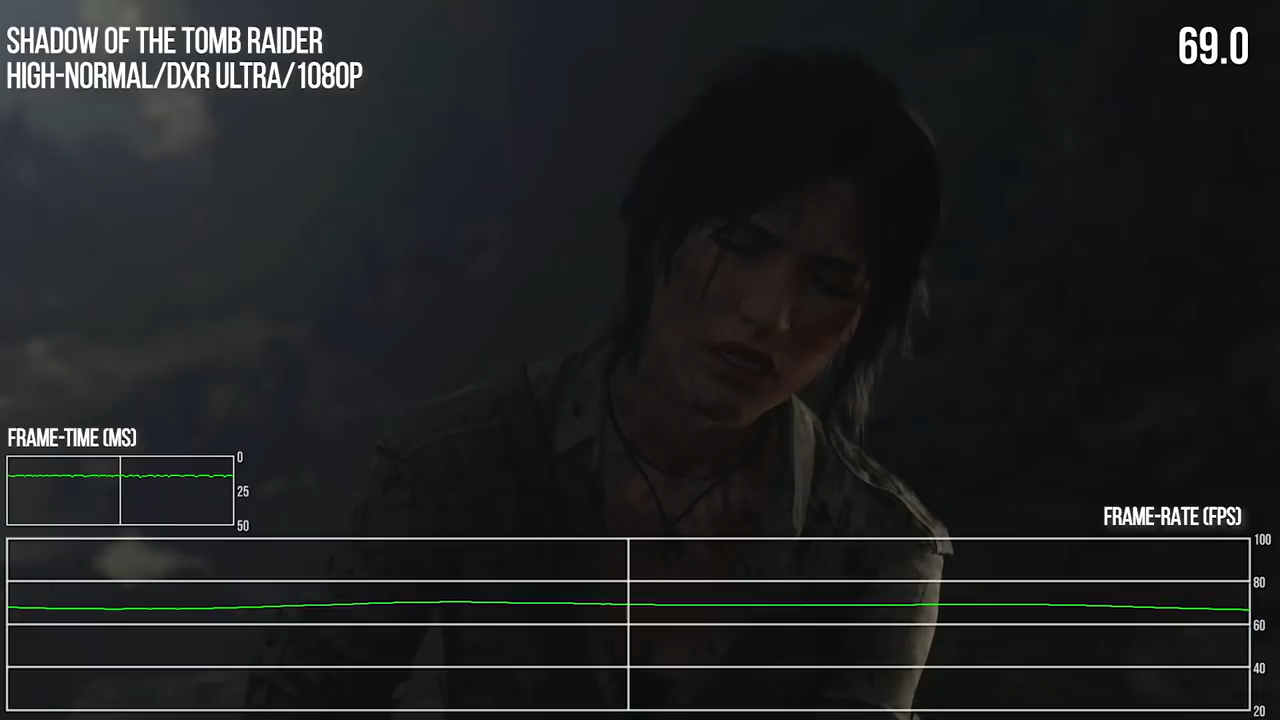 SHADOW OF THE TOMB RAIDER
HIGH-NORMAL/DXR ULTRA/1080P
69.0
FRAME-TIME (MS)
0
25
50
FRAME-RATE (FPS)
100
80
60
40
20